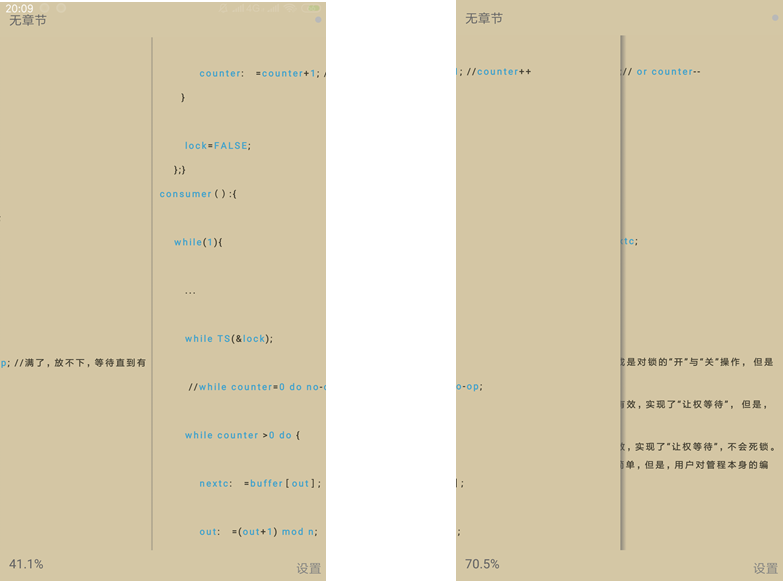 20:09
无章节
counter: =counter+1; /
}
lock=FALSE;
};}
consumer():{
while(1){
...
while TS(&lock);
p; //满了，放不下，等待直到有
//while counter=0 do no-
while counter >0 do {
nextc: =buffer[out];
out: =(out+1) mod n;
41.1%
设置
无章节
; //counter++
// or counter--
tc;
是对锁的“开”与“关”操作，但是
效，实现了“让权等待”，但是，
o-op;
，实现了“让权等待”，不会死锁。
单，但是，用户对管程本身的编
];
;
70.5%
设置